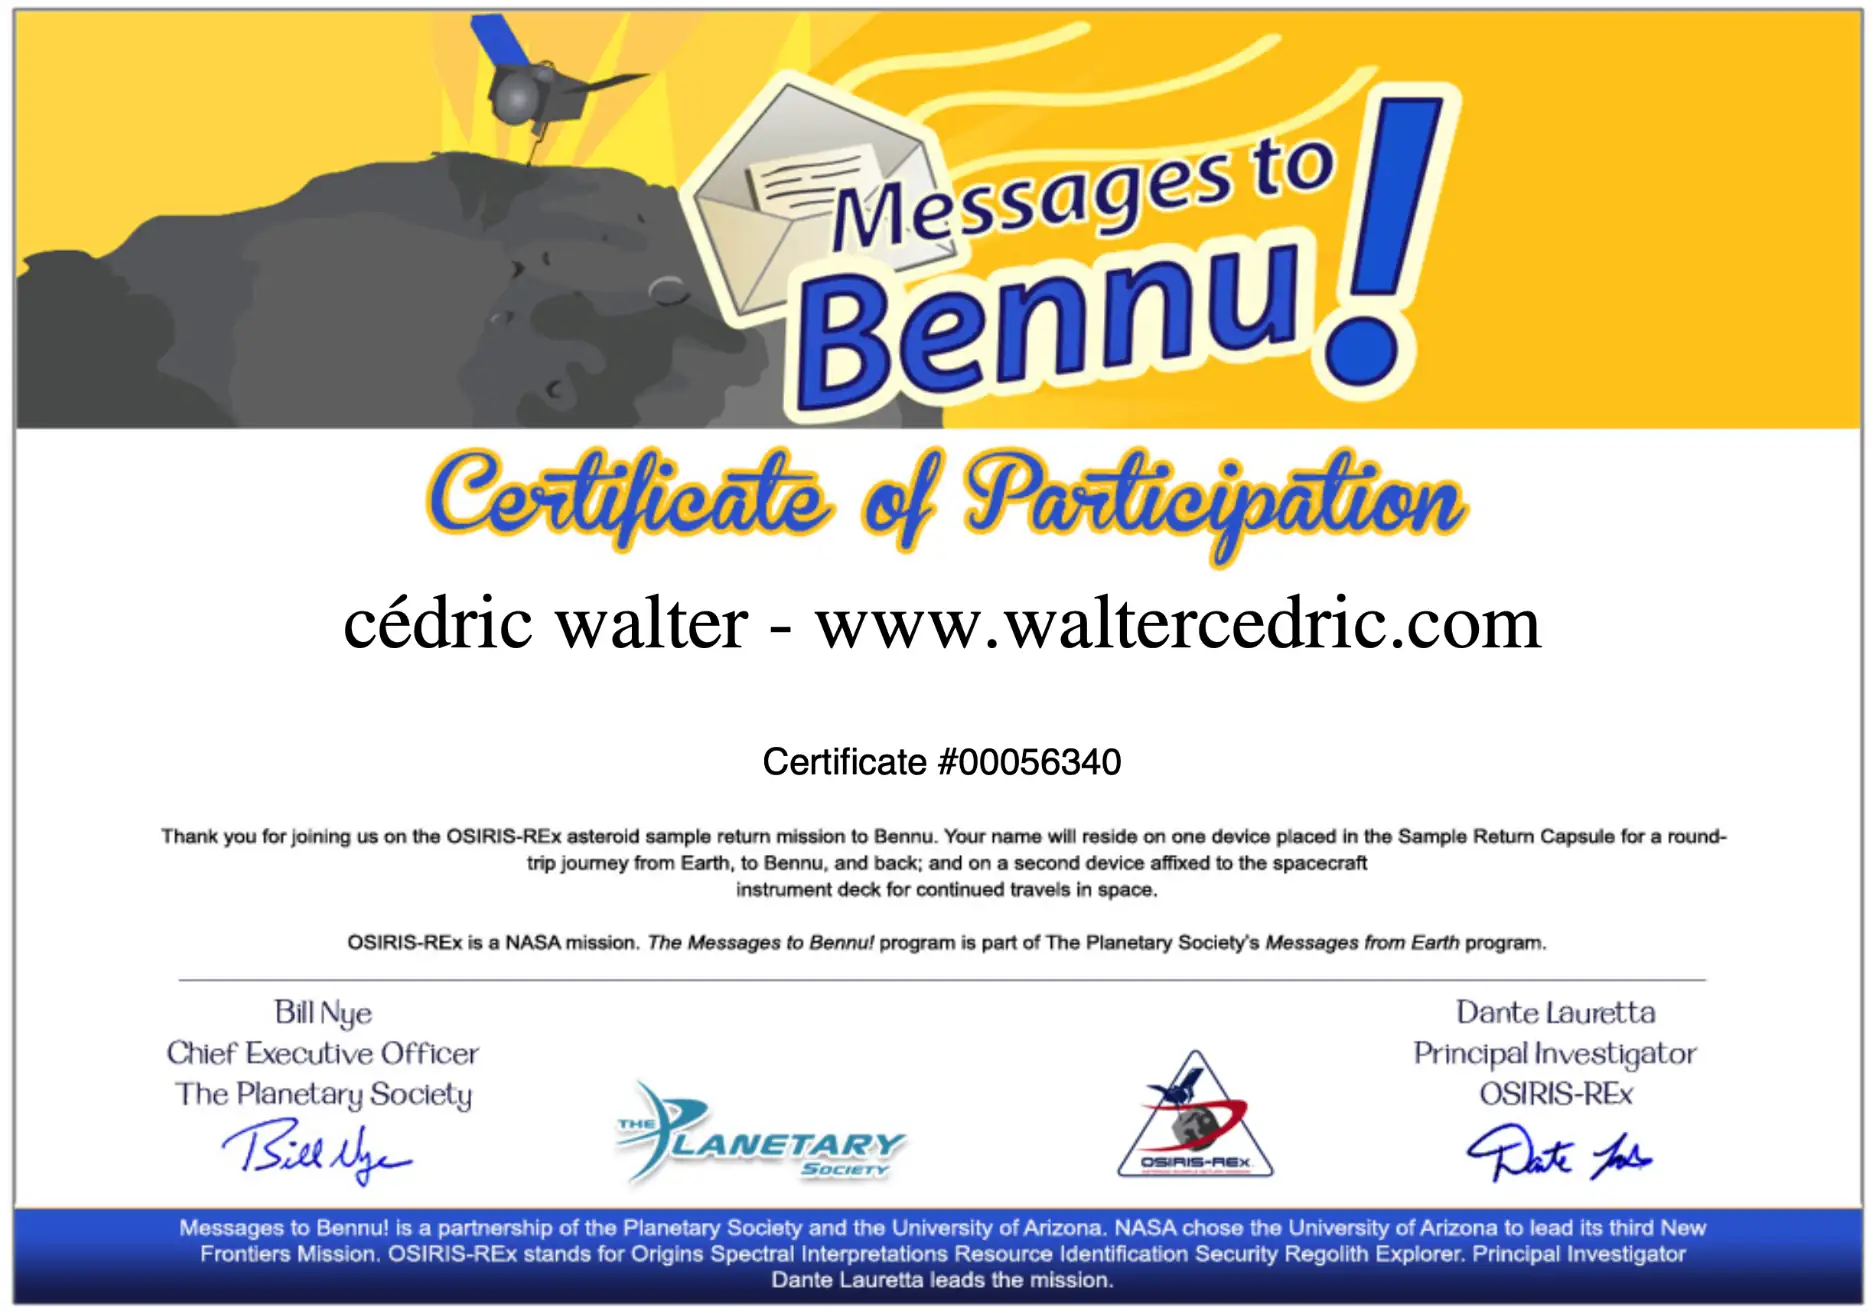 Messages to
Bennu!
Certificate of Participation
cédric walter - www.waltercedric.com
Certificate #00056340
Thank you for joining us on the OSIRIS-REx asteroid sample return mission to Bennu. Your name will reside on one device placed in the Sample Return Capsule for a round-
trip journey from Earth, to Bennu, and back; and on a second device affixed to the spacecraft
instrument deck for continued travels in space.
OSIRIS-REx is a NASA mission. The Messages to Bennu! program is part of The Planetary Society's Messages from Earth program.
Bill Nye
Chief Executive Officer
The Planetary Society
Bill Nye
THE PLANETARY
SOCIETY
OSIRIS-REx
Dante Lauretta
Principal Investigator
OSIRIS-REx
Messages to Bennu! is a partnership of the Planetary Society and the University of Arizona. NASA chose the University of Arizona to lead its third New
Frontiers Mission. OSIRIS-REx stands for Origins Spectral Interpretations Resource Identification Security Regolith Explorer. Principal Investigator
Dante Lauretta leads the mission.